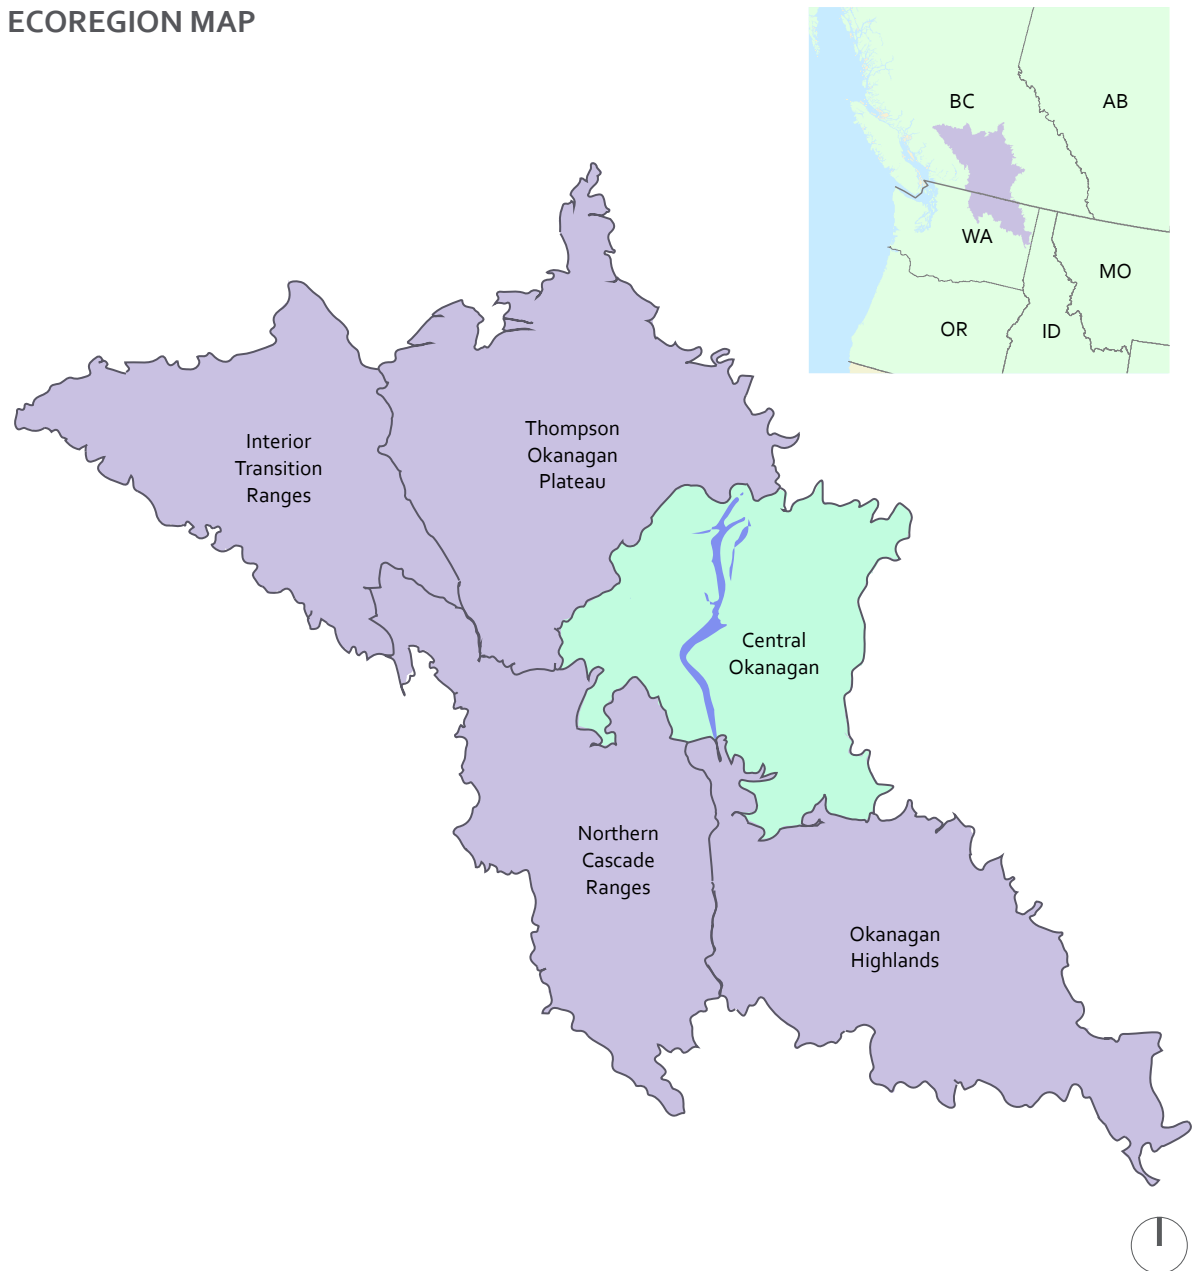 ECOREGION MAP
BC
AB
WA
MO
OR
ID
Interior
Transition
Ranges
Thompson
Okanagan
Plateau
Central
Okanagan
Northern
Cascade
Ranges
Okanagan
Highlands